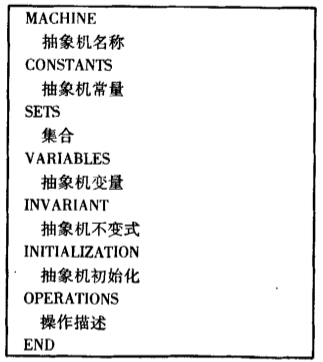 MACHINE
抽象机名称
CONSTANTS
抽象机常量
SETS
集合
VARIABLES
抽象机变量
INVARIANT
抽象机不变式
INITIALIZATION
抽象机初始化
OPERATIONS
操作描述
END